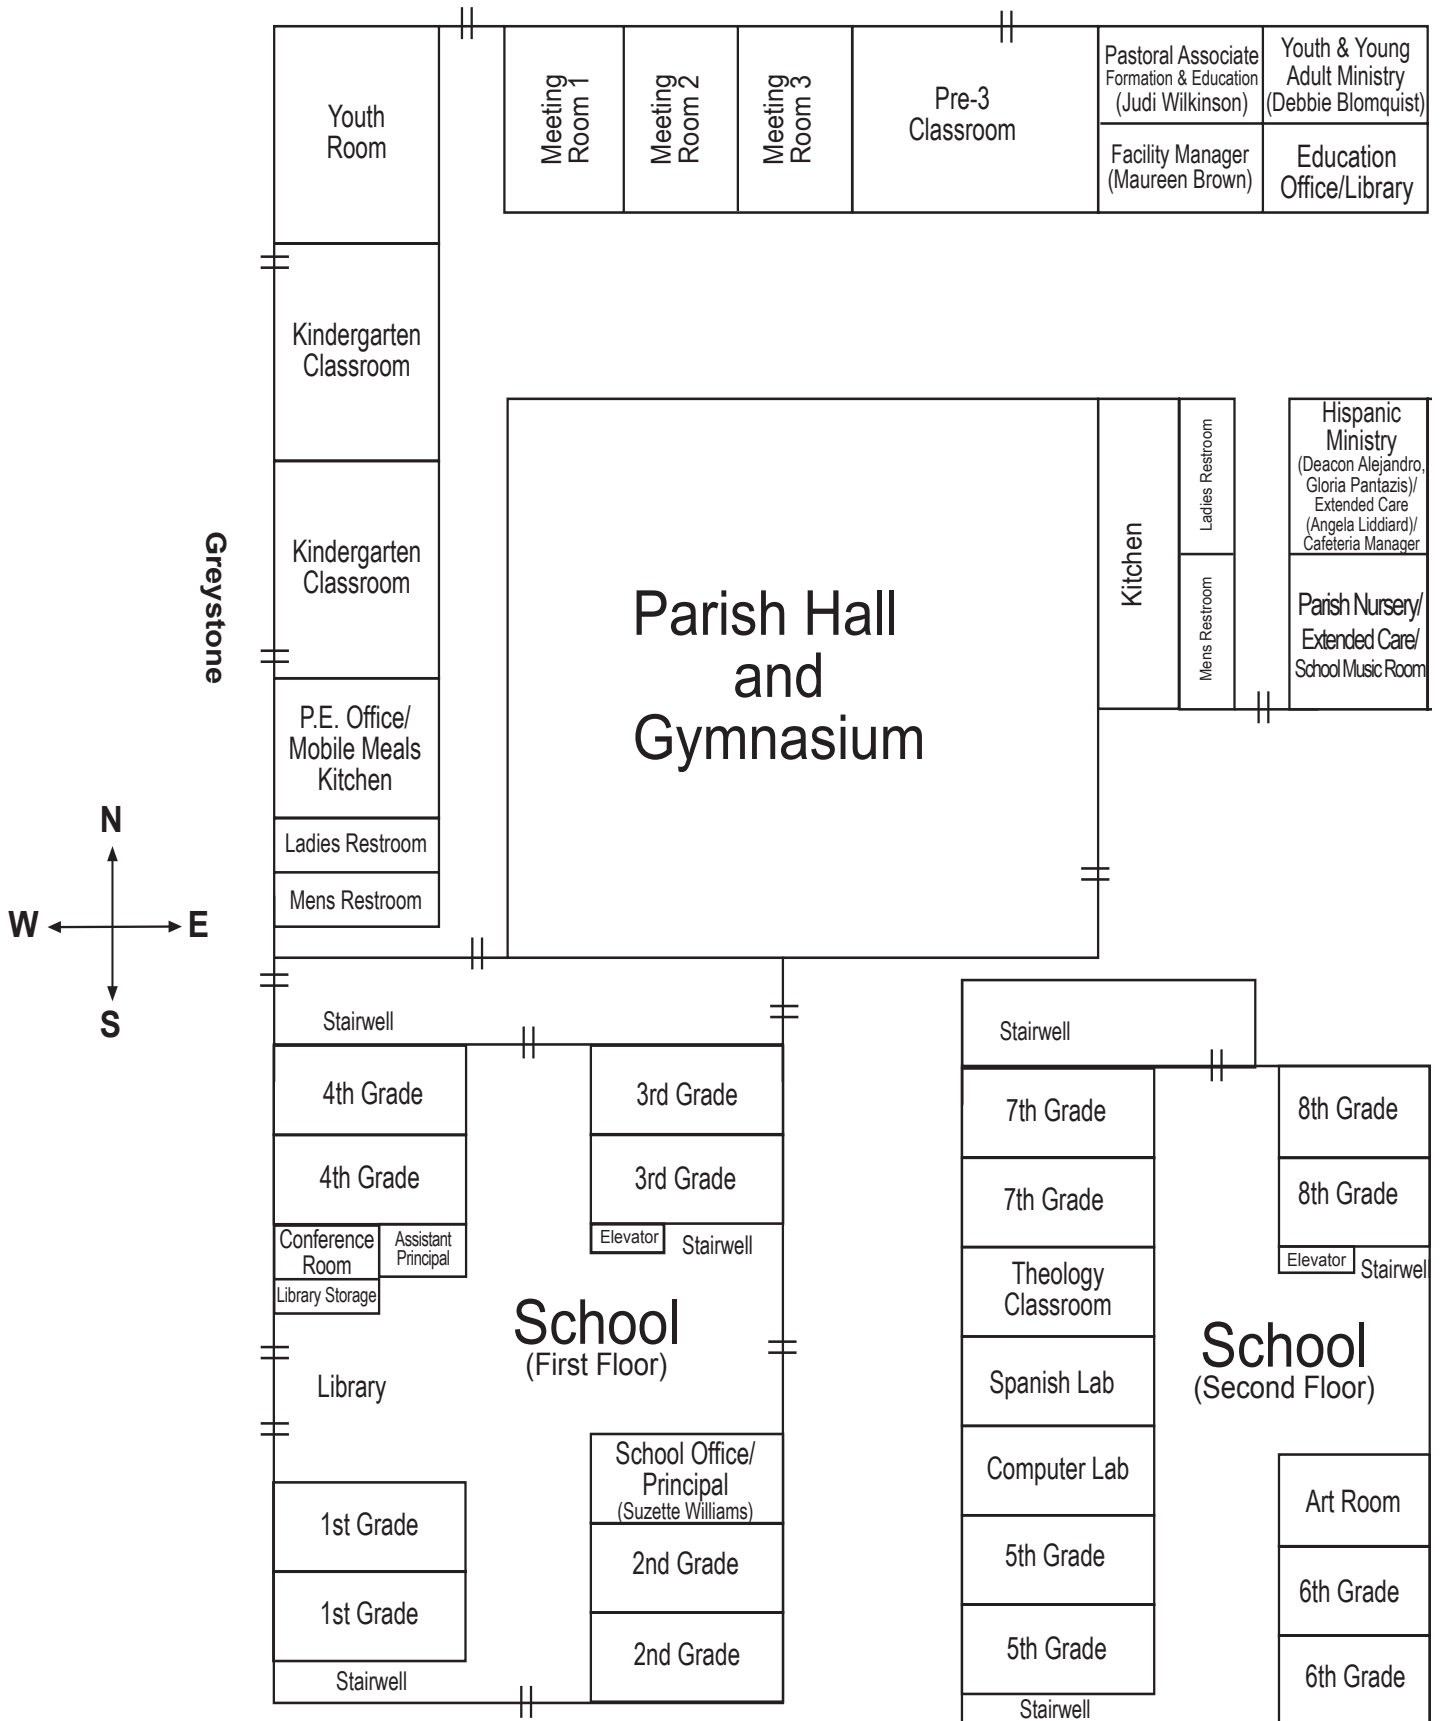 Youth
Room
Meeting
Room 1
Meeting
Room 2
Meeting
Room 3
Pre-3
Classroom
Pastoral Associate
Formation & Education
(Judi Wilkinson)
Youth & Young
Adult Ministry
(Debbie Blomquist)
Facility Manager
(Maureen Brown)
Education
Office/Library
Kindergarten
Classroom
Kindergarten
Classroom
Greystone
P.E. Office/
Mobile Meals
Kitchen
Ladies Restroom
Mens Restroom
Parish Hall
and
Gymnasium
Kitchen
Ladies Restroom
Mens Restroom
Hispanic
Ministry
(Deacon Alejandro,
Gloria Pantazis)/
Extended Care
(Angela Liddiard)/
Cafeteria Manager
Parish Nursery/
Extended Care/
School Music Room
N
W
E
S
Stairwell
4th Grade
3rd Grade
4th Grade
3rd Grade
Conference
Room
Assistant
Principal
Library Storage
Elevator
Stairwell
School
(First Floor)
Library
School Office/
Principal
(Suzette Williams)
1st Grade
2nd Grade
1st Grade
2nd Grade
Stairwell
Stairwell
7th Grade
8th Grade
7th Grade
8th Grade
Theology
Classroom
Elevator
Stairwell
School
(Second Floor)
Spanish Lab
Computer Lab
Art Room
5th Grade
6th Grade
5th Grade
6th Grade
Stairwell